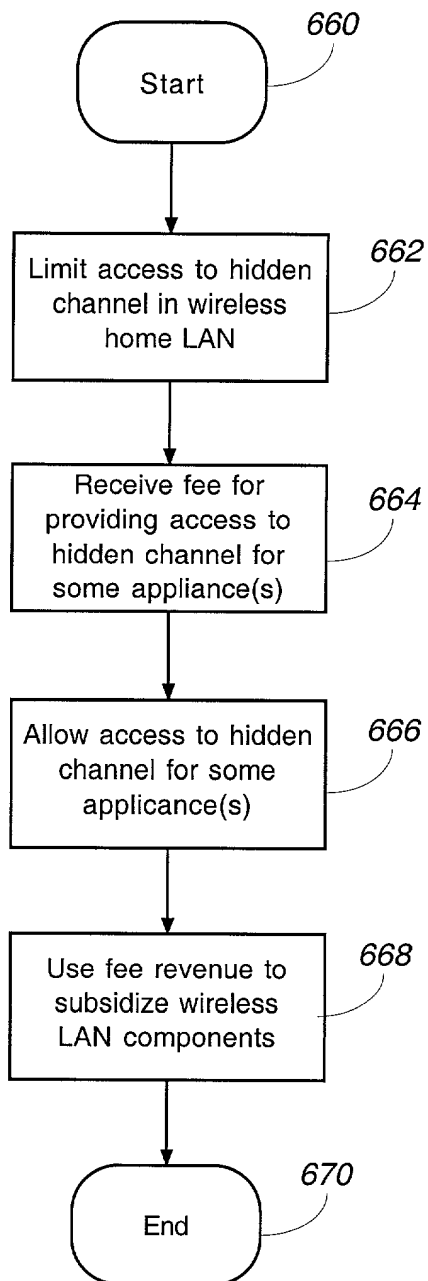 660
Start
662
Limit access to hidden
channel in wireless
home LAN
664
Receive fee for
providing access to
hidden channel for
some appliance(s)
666
Allow access to hidden
channel for some
applicance(s)
668
Use fee revenue to
subsidize wireless
LAN components
670
End